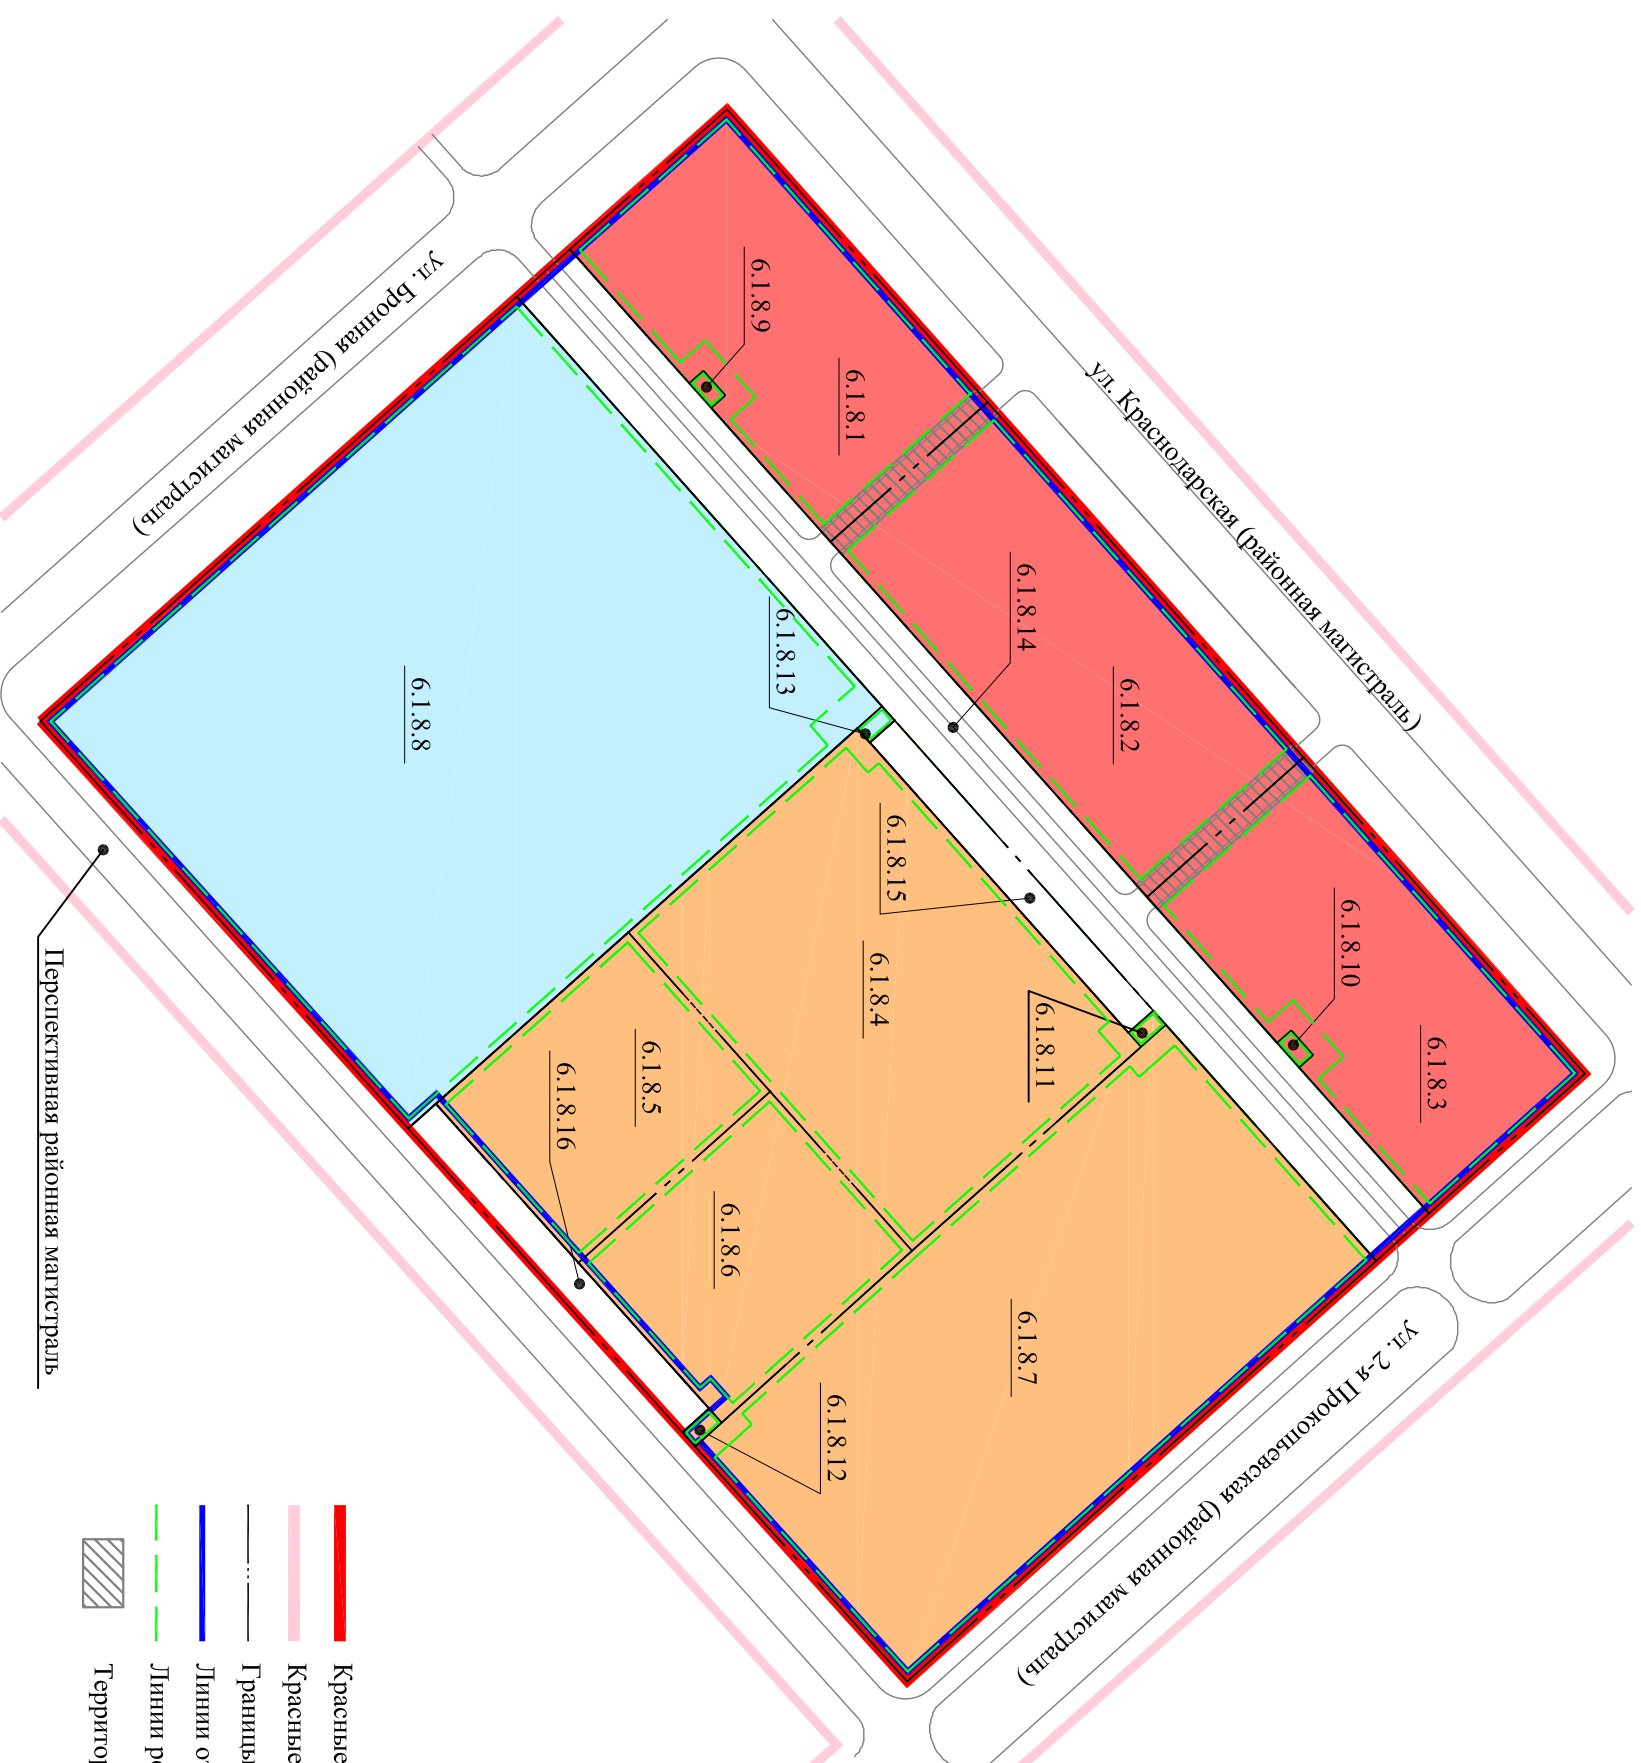 ул. Краснодарская (районная магистраль)
ул. Бронная (районная магистраль)
6.1.8.9
6.1.8.1
6.1.8.14
6.1.8.2
6.1.8.13
6.1.8.8
6.1.8.15
6.1.8.10
6.1.8.4
6.1.8.11
6.1.8.3
6.1.8.5
6.1.8.16
6.1.8.6
6.1.8.7
6.1.8.12
ул. 2-я Прокопьевская (районная магистраль)
Перспективная районная магистраль
Красные
Красные
Границы
Линии
Линии